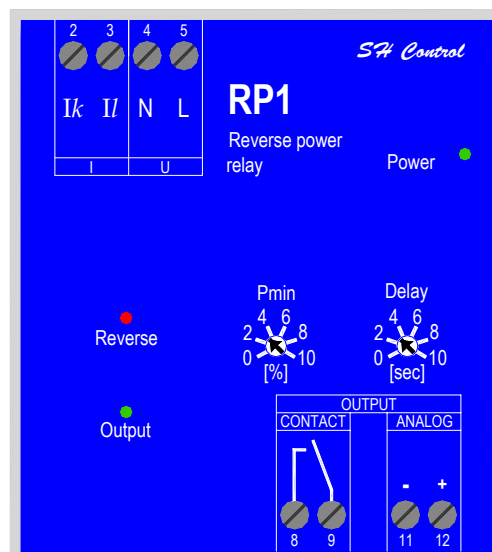 2 3 4 5
SH Control
Ik Il N L
RP1
Reverse power
relay
Power
I U
Pmin
0 2 4 6 8 10
[%]
Delay
0 2 4 6 8 10
[sec]
Reverse
Output
OUTPUT
CONTACT ANALOG
- +
8 9 11 12